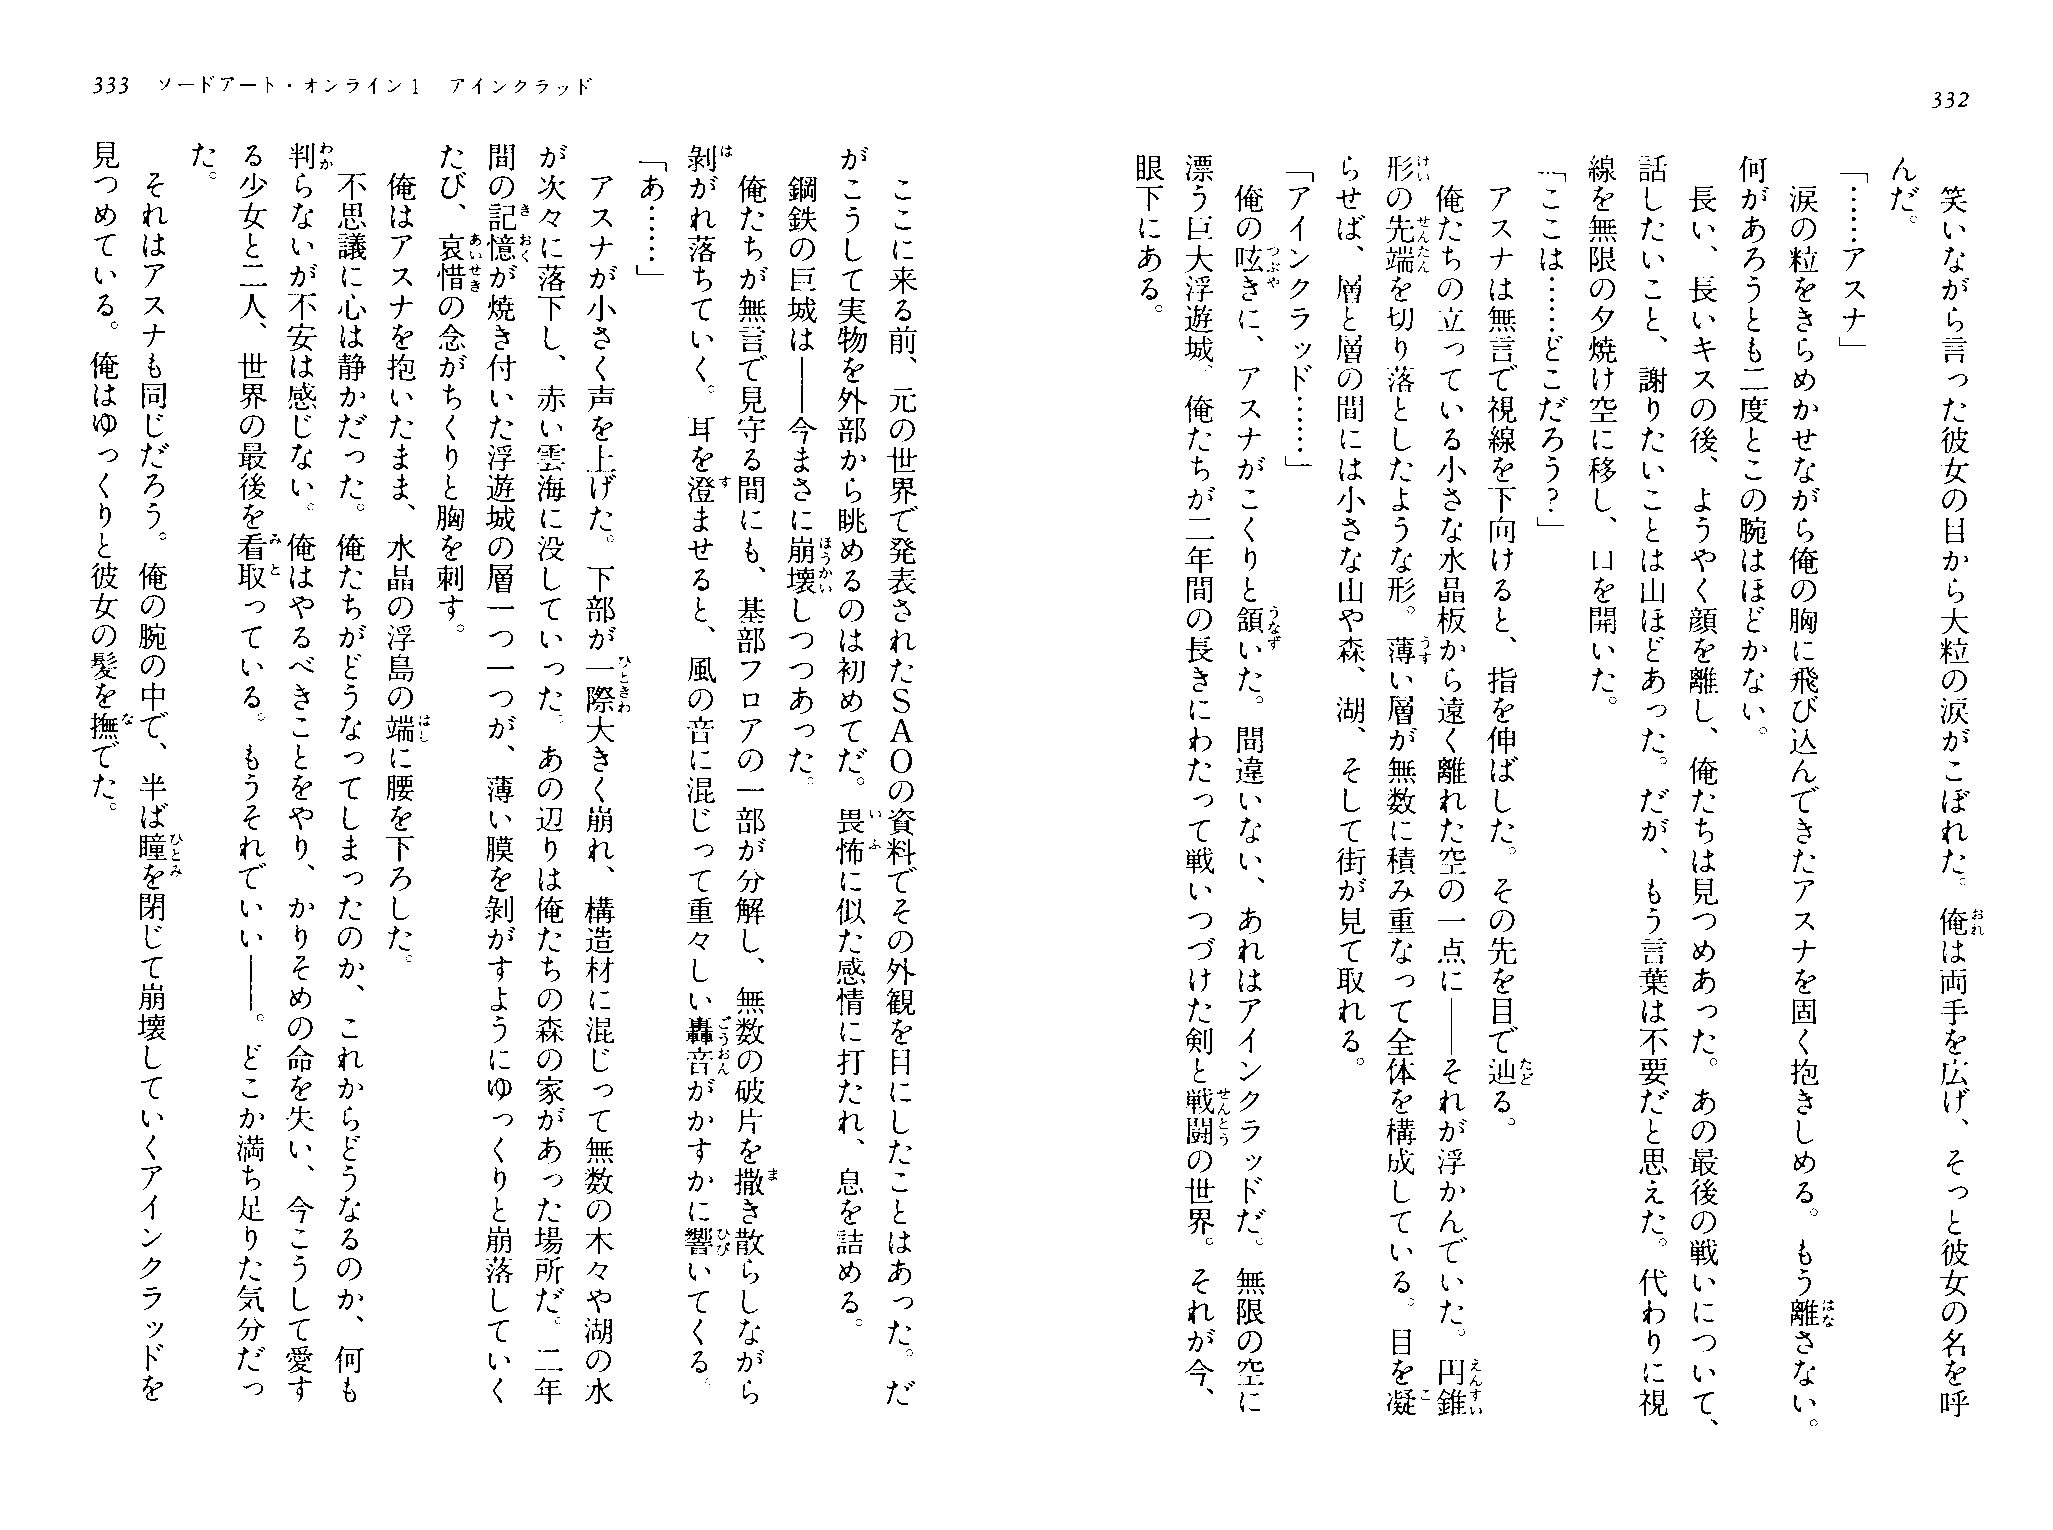 332
笑いながら言った彼女の目から大粒の涙がこぼれた。俺は両手を広げ、そっと彼女の名を呼
んだ。
「……アスナ」
涙の粒をきらめかせながら俺の胸に飛び込んできたアスナを固く抱きしめる。もう離さない。
何があろうとも二度とこの腕はほどかない。
長い、長いキスの後、ようやく顔を離し、俺たちは見つめあった。あの最後の戦いについて、
話したいこと、謝りたいことは山ほどあった。だが、もう言葉は不要だと思えた。代わりに視
線を無限の夕焼け空に移し、口を開いた。
「ここは……どこだろう？」
アスナは無言で視線を下向けると、指を伸ばした。その先を目で辿る。
俺たちの立っている小さな水晶板から遠く離れた空の一点に――それが浮かんでいた。円錐
形の先端を切り落としたような形。薄い層が無数に積み重なって全体を構成している。目を凝
らせば、層と層の間には小さな山や森、湖、そして街が見て取れる。
「アインクラッド……」
俺の呟きに、アスナがこくりと頷いた。間違いない、あれはアインクラッドだ。無限の空に
漂う巨大浮遊城、俺たちが二年間の長きにわたって戦いつづけた剣と戦闘の世界。それが今、
眼下にある。
333 ソードアート・オンライン1 アインクラッド
ここに来る前、元の世界で発表されたSAOの資料でその外観を目にしたことはあった。だ
がこうして実物を外部から眺めるのは初めてだ。畏怖に似た感情に打たれ、息を詰める。
鋼鉄の巨城は――今まさに崩壊しつつあった。
俺たちが無言で見守る間にも、基部フロアの一部が分解し、無数の破片を撒き散らしながら
剝がれ落ちていく。耳を澄ませると、風の音に混じって重々しい轟音がかすかに響いてくる。
「あ……」
アスナが小さく声を上げた。下部が一際大きく崩れ、構造材に混じって無数の木々や湖の水
が次々に落下し、赤い雲海に没していった。あの辺りは俺たちの森の家があった場所だ。二年
間の記憶が焼き付いた浮遊城の層一つ一つが、薄い膜を剝がすようにゆっくりと崩落していく
たび、哀惜の念がちくりと胸を刺す。
俺はアスナを抱いたまま、水晶の浮島の端に腰を下ろした。
不思議に心は静かだった。俺たちがどうなってしまったのか、これからどうなるのか、何も
判らないが不安は感じない。俺はやるべきことをやり、かりそめの命を失い、今こうして愛す
る少女と二人、世界の最後を看取っている。もうそれでいい――。どこか満ち足りた気分だっ
た。
それはアスナも同じだろう。俺の腕の中で、半ば瞳を閉じて崩壊していくアインクラッドを
見つめている。俺はゆっくりと彼女の髪を撫でた。